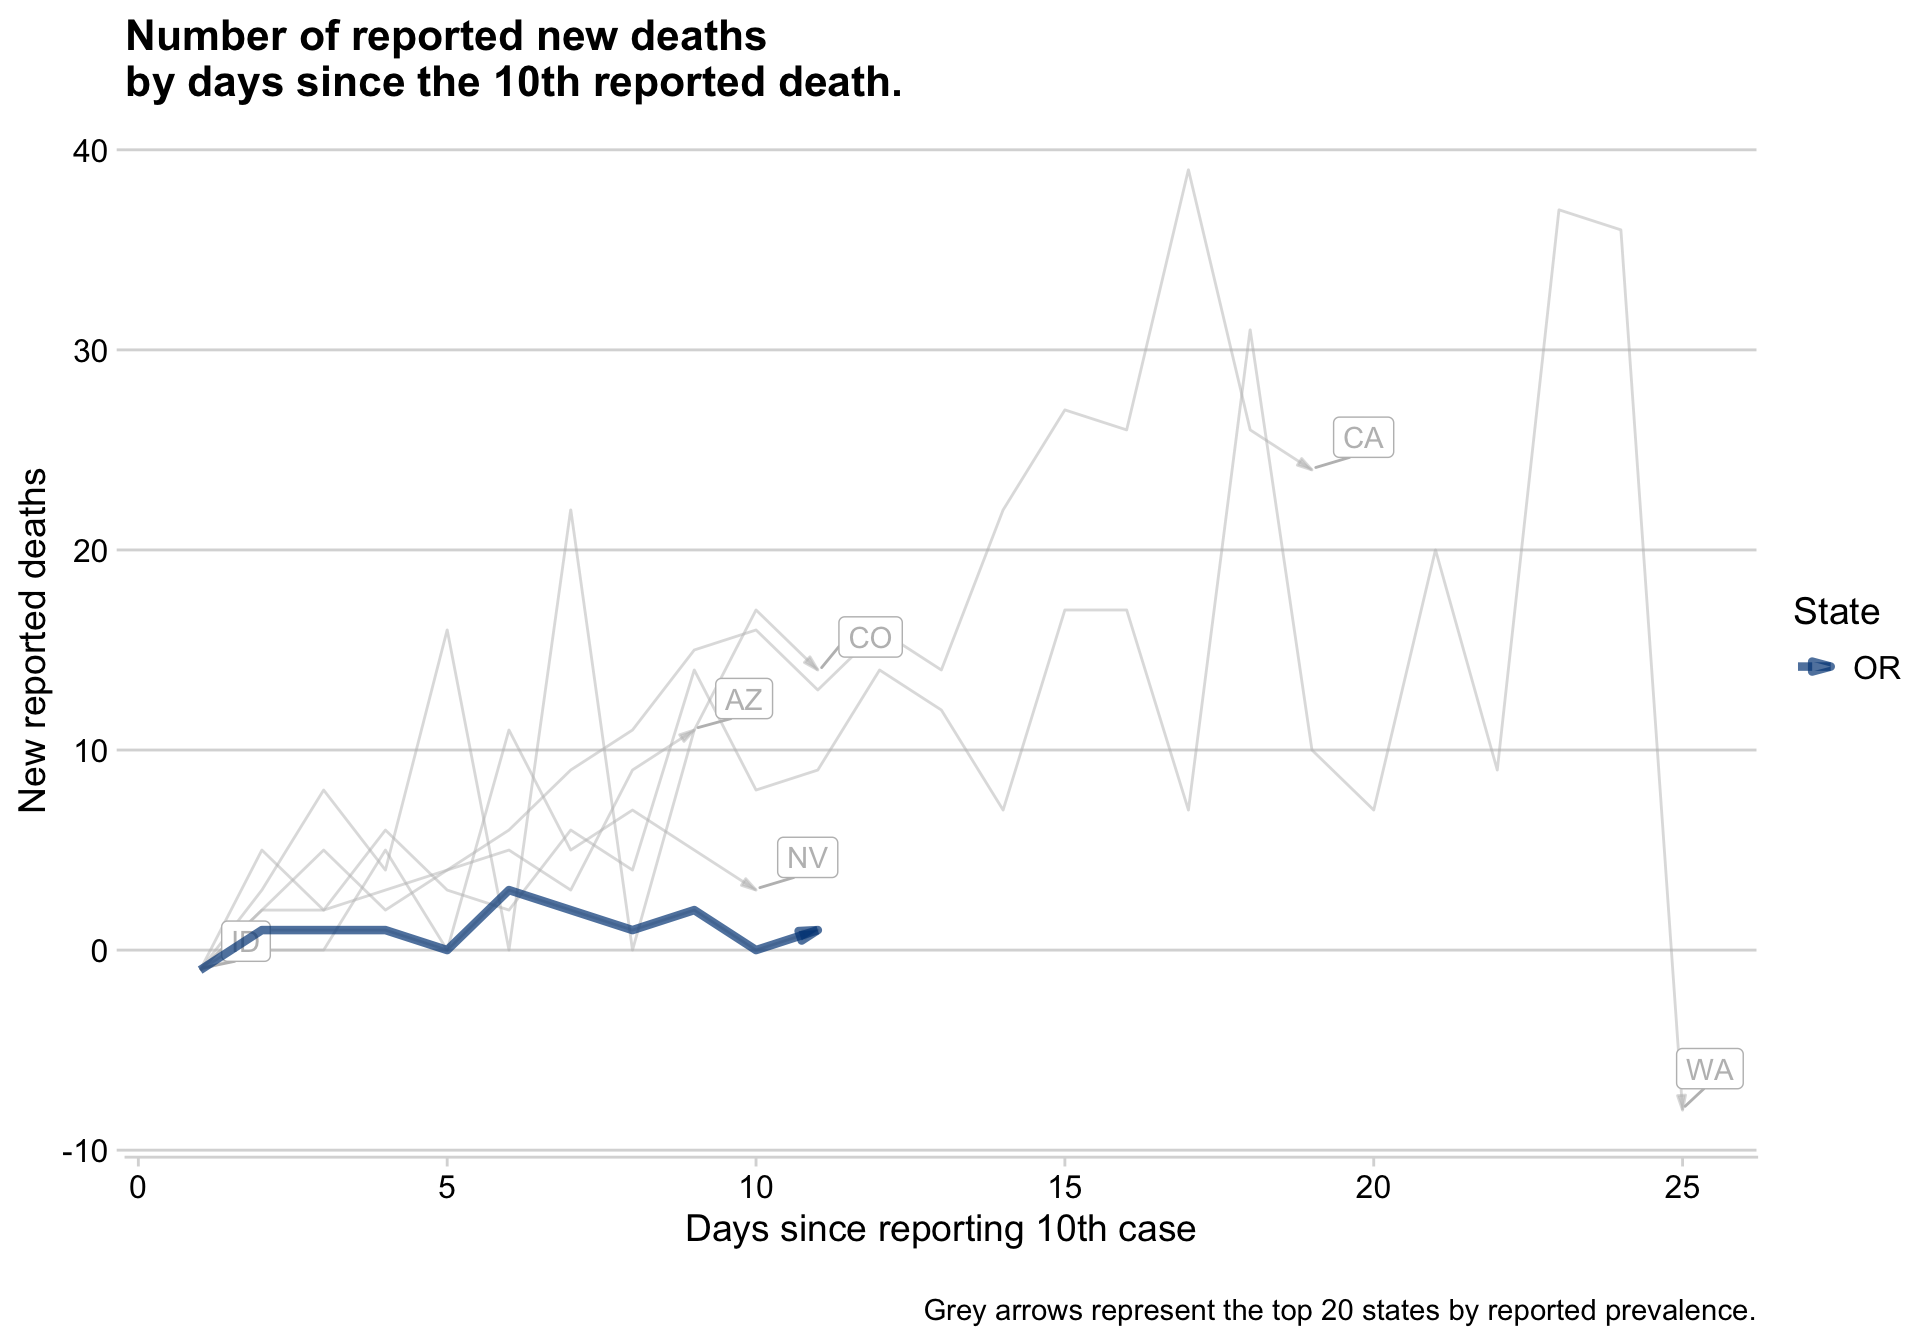 Number of reported new deaths
by days since the 10th reported death.
40
30
20
10
0
-10
New reported deaths
CA
CO
AZ
NV
ID
WA
State
OR
0 5 10 15 20 25
Days since reporting 10th case
Grey arrows represent the top 20 states by reported prevalence.